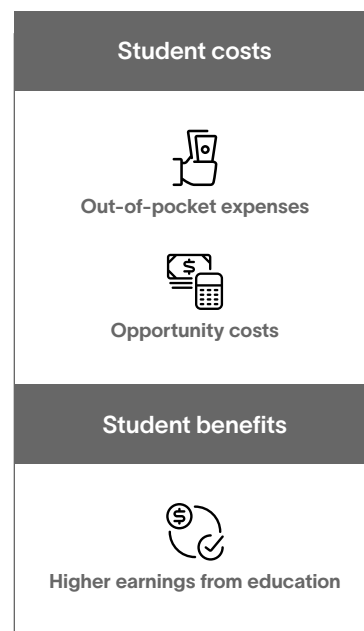 Student costs
Out-of-pocket expenses
$
Opportunity costs
Student benefits
$
Higher earnings from education